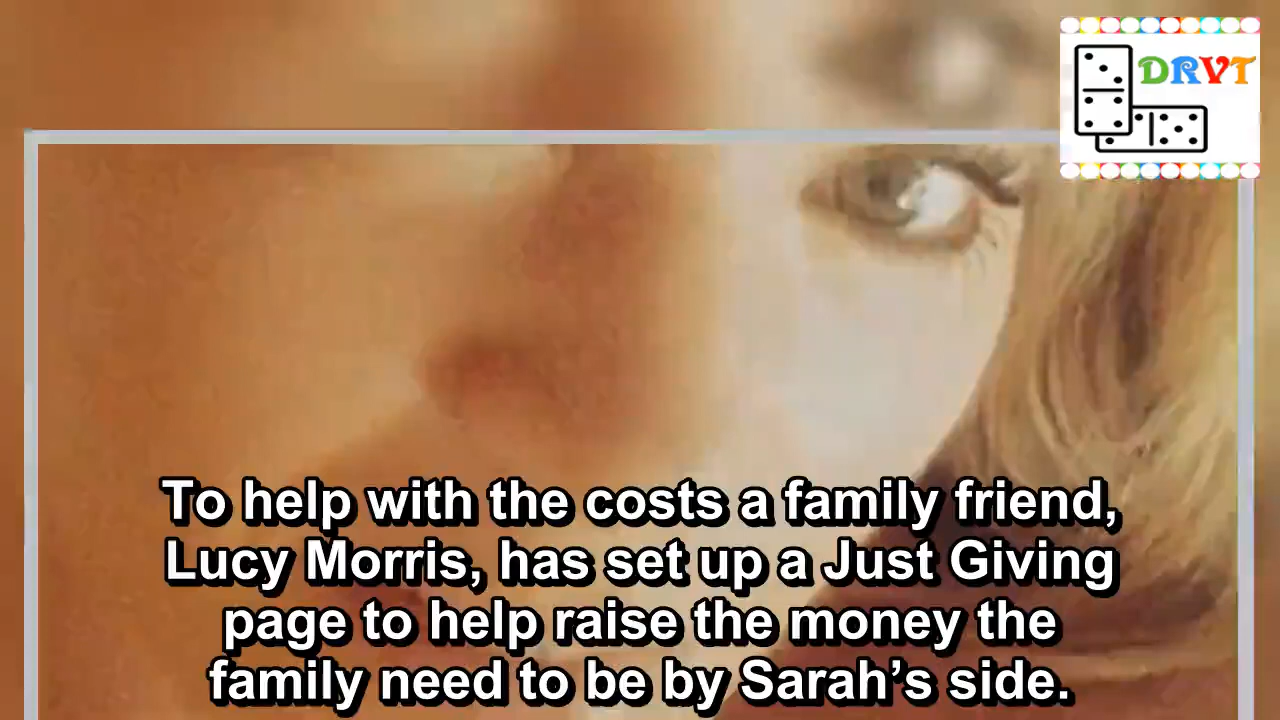 DRVT
To help with the costs a family friend,
Lucy Morris, has set up a Just Giving
page to help raise the money the
family need to be by Sarah’s side.